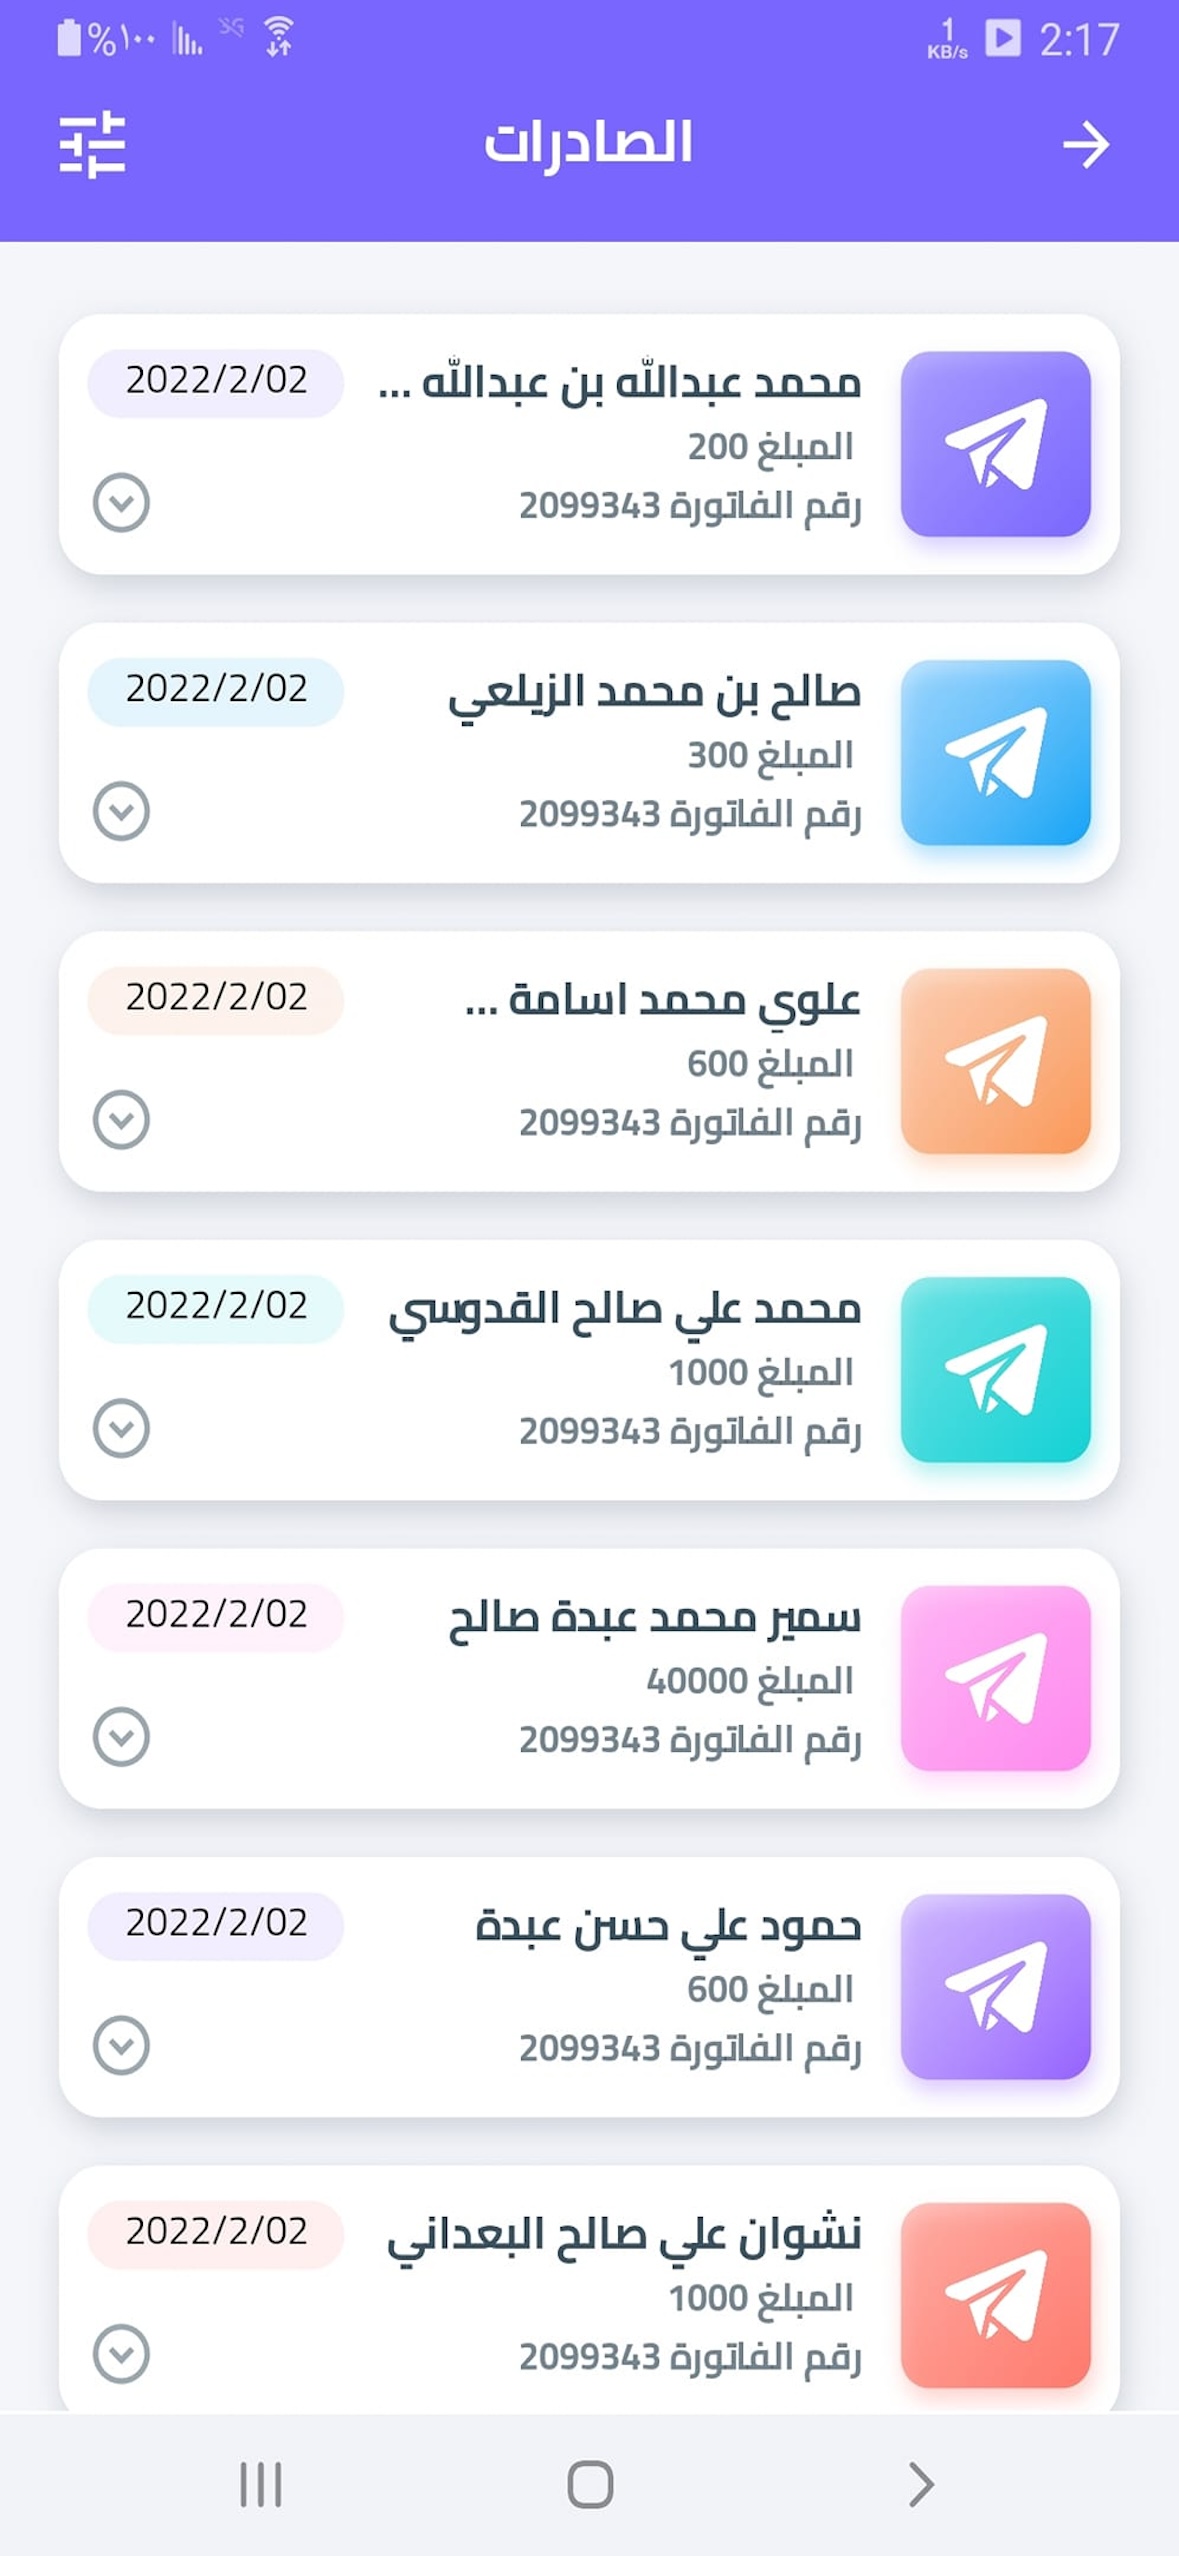 2:17
1
KB/s
3G
%١٠٠
الصادرات
محمد عبدالله بن عبدالله ...
2022/2/02
المبلغ 200
رقم الفاتورة 2099343
صالح بن محمد الزيلعي
2022/2/02
المبلغ 300
رقم الفاتورة 2099343
علوي محمد اسامة ...
2022/2/02
المبلغ 600
رقم الفاتورة 2099343
محمد علي صالح القدوسي
2022/2/02
المبلغ 1000
رقم الفاتورة 2099343
سمير محمد عبدة صالح
2022/2/02
المبلغ 40000
رقم الفاتورة 2099343
حمود علي حسن عبدة
2022/2/02
المبلغ 600
رقم الفاتورة 2099343
نشوان علي صالح البعداني
2022/2/02
المبلغ 1000
رقم الفاتورة 2099343